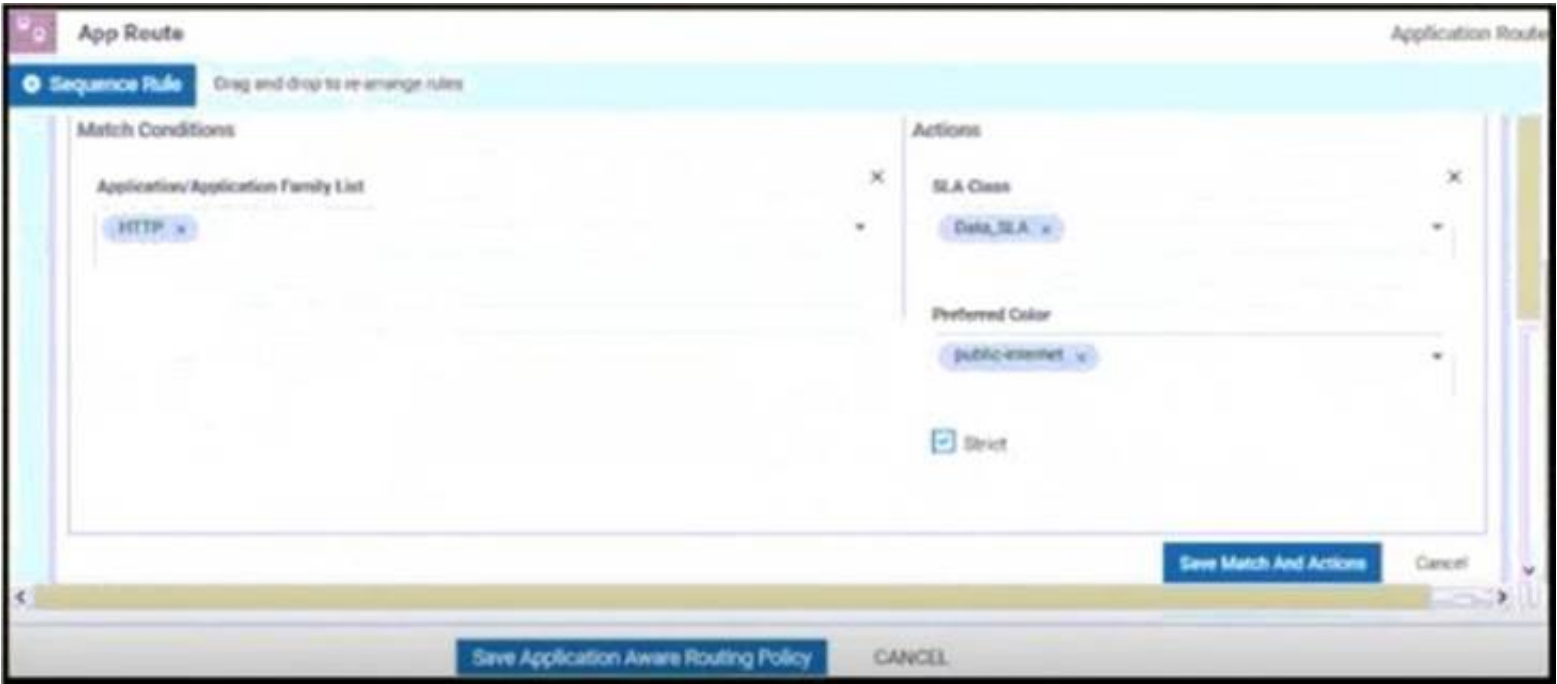 App Route
Application Route
Sequence Rule
Drag and drop to re-arrange rules
Match Conditions
Actions
Application/Application Family List
SLA Class
HTTP
Data_SLA
Preferred Color
public-internet
Strict
Save Match And Actions
Cancel
Save Application Aware Routing Policy
CANCEL